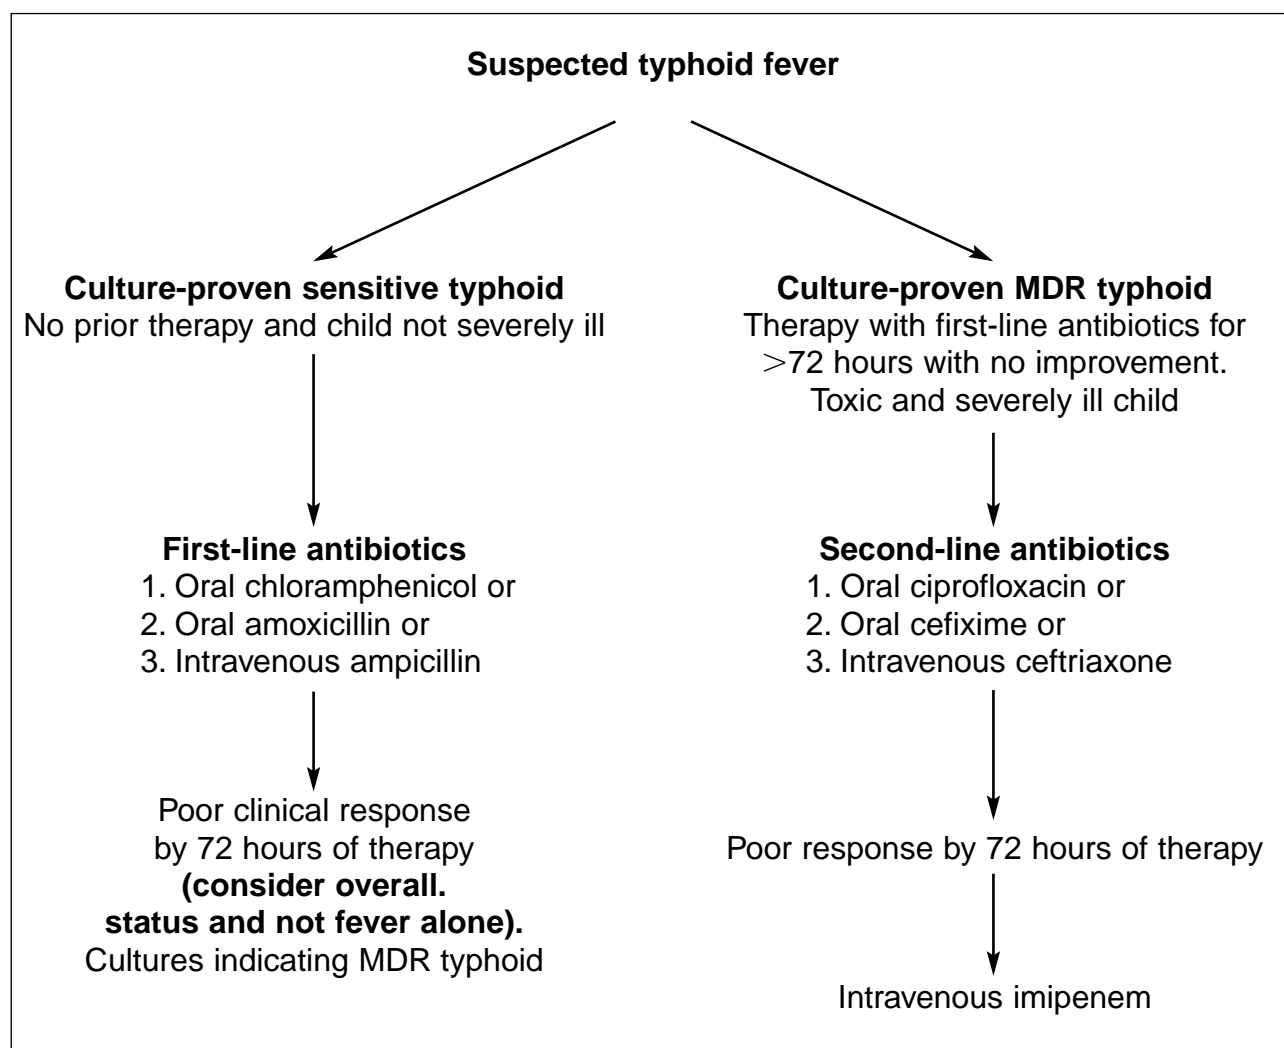 Suspected typhoid fever
Culture-proven sensitive typhoid
No prior therapy and child not severely ill
First-line antibiotics
1. Oral chloramphenicol or
2. Oral amoxicillin or
3. Intravenous ampicillin
Poor clinical response
by 72 hours of therapy
(consider overall.
status and not fever alone).
Cultures indicating MDR typhoid
Culture-proven MDR typhoid
Therapy with first-line antibiotics for
>72 hours with no improvement.
Toxic and severely ill child
Second-line antibiotics
1. Oral ciprofloxacin or
2. Oral cefixime or
3. Intravenous ceftriaxone
Poor response by 72 hours of therapy
Intravenous imipenem